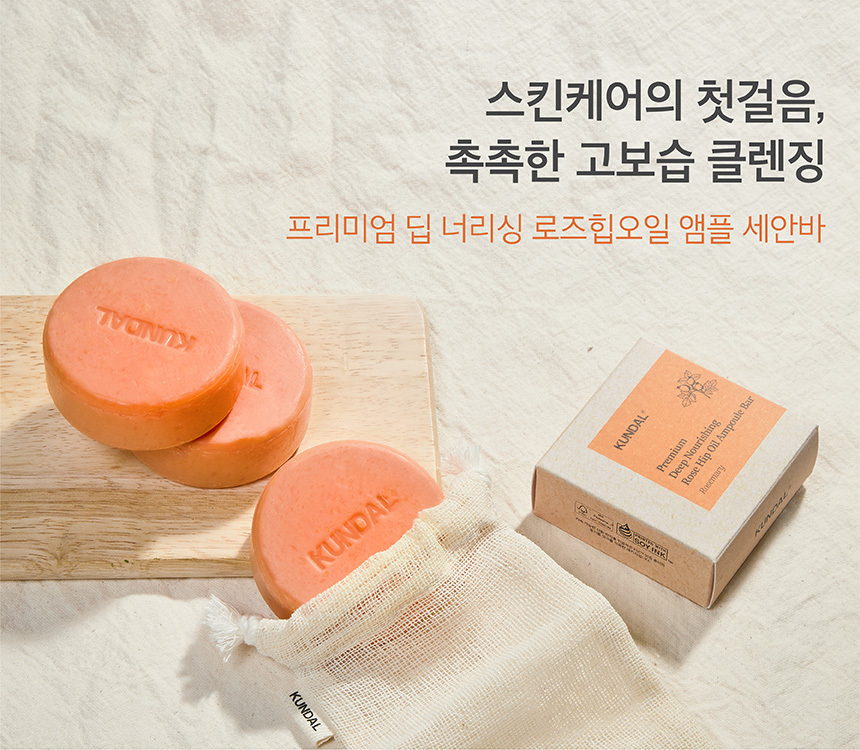 스킨케어의 첫걸음,
촉촉한 고보습 클렌징
프리미엄 딥 너리싱 로즈힙오일 앰플 세안바
KUNDAL
KUNDAL
KUNDAL
KUNDAL
Premium
Deep Nourishing
Rose Hip Oil Ampoule Bar
Rosemary
SOY INK
KUNDAL